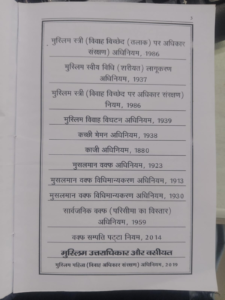 मुस्लिम स्त्री (विवाह विच्छेद (तलाक) पर अधिकार
संरक्षण) अधिनियम, 1986
मुस्लिम स्वीय विधि (शरीयत) लागूकरण
अधिनियम, 1937
मुस्लिम स्त्री (विवाह विच्छेद पर अधिकार संरक्षण)
नियम, 1986
मुस्लिम विवाह विघटन अधिनियम, 1939
कच्छी मेमन अधिनियम, 1938
काजी अधिनियम, 1880
मुसलमान वक्फ अधिनियम, 1923
मुसलमान वक्फ विधिमान्यकरण अधिनियम, 1913
मुसलमान वक्फ विधिमान्यकरण अधिनियम, 1930
सार्वजनिक वक्फ (परिसीमा का विस्तार)
अधिनियम, 1959
वक्फ सम्पत्ति पट्टा नियम, 2014
मुस्लिम उत्तराधिकार और वसीयत
मुस्लिम महिला (विवाह अधिकार संरक्षण) अधिनियम, 2019